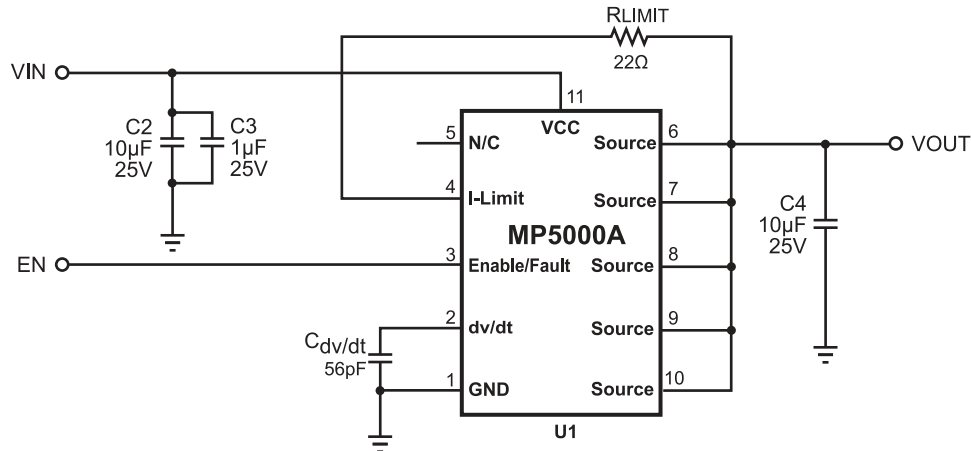 RLIMIT
22Ω
VIN
11
VCC
C2
10µF
25V
C3
1µF
25V
5
N/C
Source
6
VOUT
4
I-Limit
Source
7
MP5000A
C4
10µF
25V
EN
3
Enable/Fault
Source
8
2
dv/dt
Source
9
Cdv/dt
56pF
1
GND
Source
10
U1